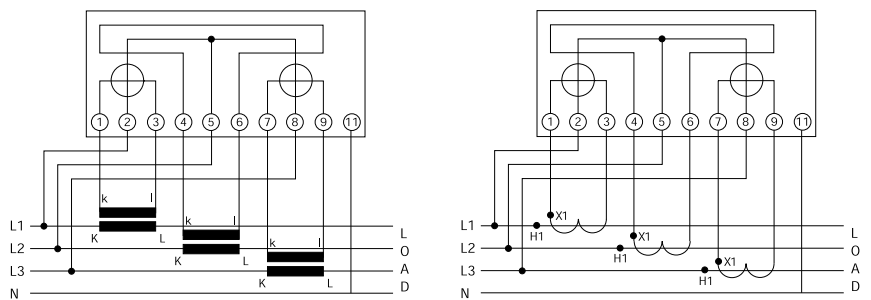 1 2 3 4 5 6 7 8 9 11
k l
L1 K L k l L
L2 K L k l O
L3 K L A
N D
1 2 3 4 5 6 7 8 9 11
X1
L1 H1 X1 L
L2 H1 X1 O
L3 H1 A
N D